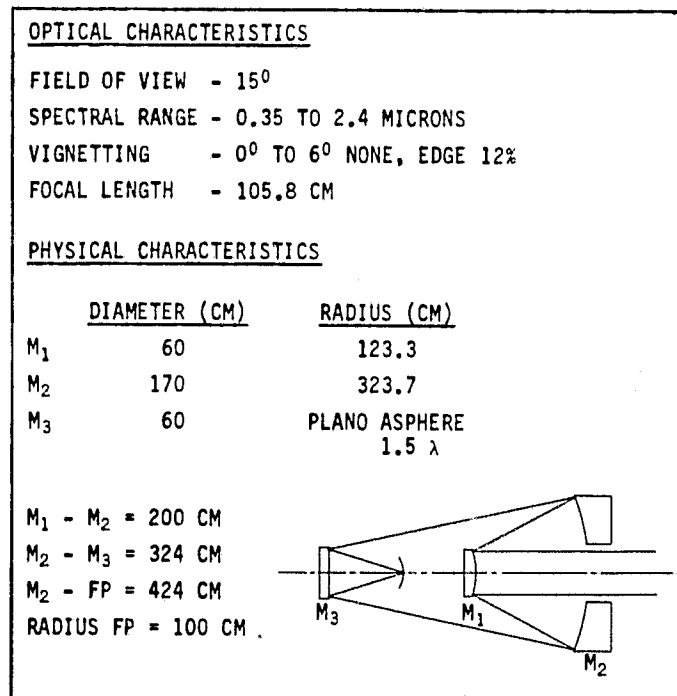 OPTICAL CHARACTERISTICS
FIELD OF VIEW - 15⁰
SPECTRAL RANGE - 0.35 TO 2.4 MICRONS
VIGNETTING - 0⁰ TO 6⁰ NONE, EDGE 12%
FOCAL LENGTH - 105.8 CM
PHYSICAL CHARACTERISTICS
DIAMETER (CM) RADIUS (CM)
M₁ 60 123.3
M₂ 170 323.7
M₃ 60 PLANO ASPHERE
1.5 λ
M₁ - M₂ = 200 CM
M₂ - M₃ = 324 CM
M₂ - FP = 424 CM
RADIUS FP = 100 CM
M₃ M₁
M₂